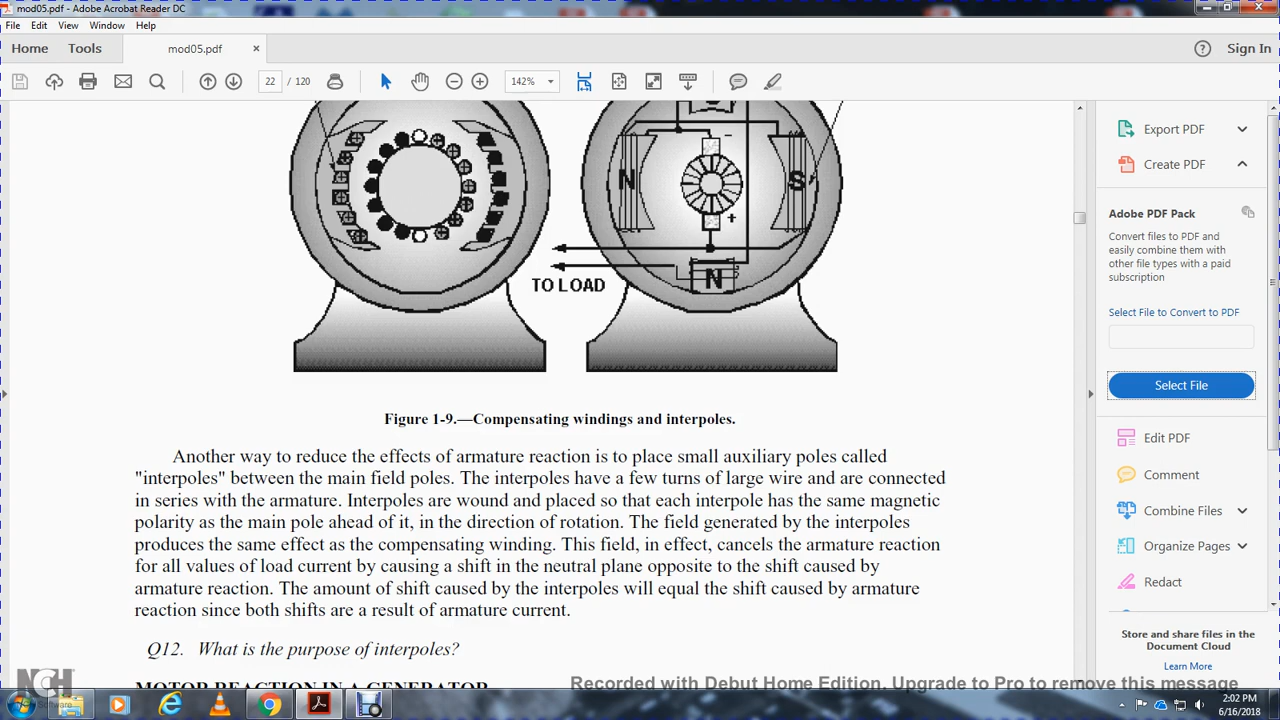 mod05.pdf - Adobe Acrobat Reader DC
File Edit View Window Help
Home Tools mod05.pdf × Sign In
22 / 120 142%
N S
− +
TO LOAD N
Figure 1-9.—Compensating windings and interpoles.
Another way to reduce the effects of armature reaction is to place small auxiliary poles called
"interpoles" between the main field poles. The interpoles have a few turns of large wire and are connected
in series with the armature. Interpoles are wound and placed so that each interpole has the same magnetic
polarity as the main pole ahead of it, in the direction of rotation. The field generated by the interpoles
produces the same effect as the compensating winding. This field, in effect, cancels the armature reaction
for all values of load current by causing a shift in the neutral plane opposite to the shift caused by
armature reaction. The amount of shift caused by the interpoles will equal the shift caused by armature
reaction since both shifts are a result of armature current.
Q12. What is the purpose of interpoles?
MOTOR REACTION IN A GENERATOR
Export PDF
Create PDF
Adobe PDF Pack
Convert files to PDF and
easily combine them with
other file types with a paid
subscription
Select File to Convert to PDF
Select File
Edit PDF
Comment
Combine Files
Organize Pages
Redact
Store and share files in the
Document Cloud
Learn More
NCH
Software
Recorded with Debut Home Edition. Upgrade to Pro to remove this message
2:02 PM
6/16/2018